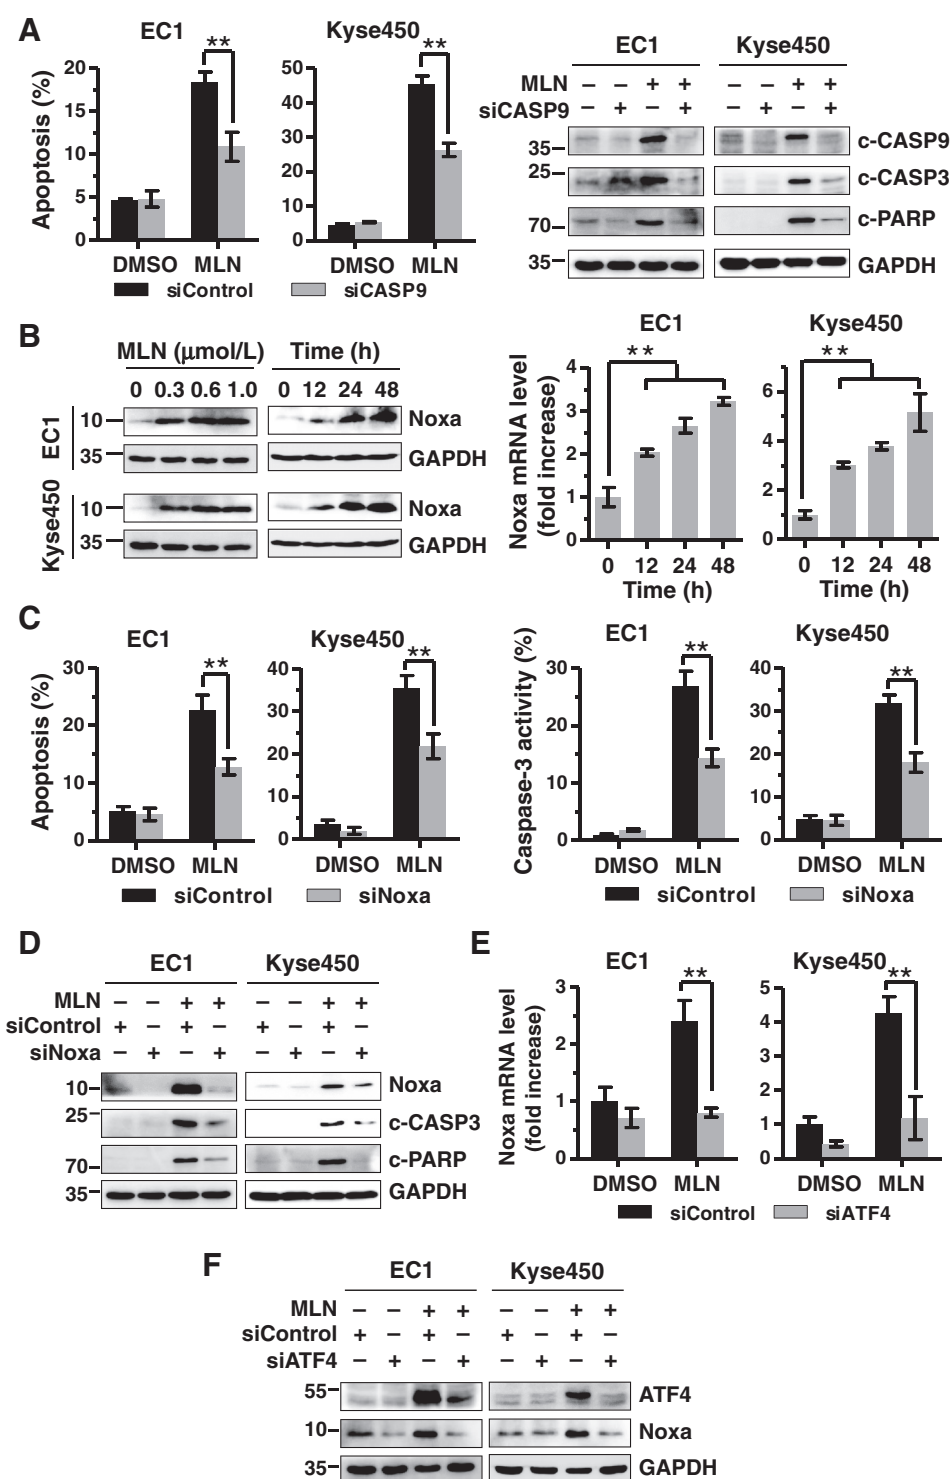 A
EC1
Kyse450
**
**
Apoptosis (%)
20
15
10
5
0
50
40
30
20
10
0
DMSO MLN
DMSO MLN
siControl
siCASP9
EC1
Kyse450
MLN – – + + – – + +
siCASP9 – + – + – + – +
35
c-CASP9
25
c-CASP3
70
c-PARP
35
GAPDH
B
MLN (μmol/L)
Time (h)
0 0.3 0.6 1.0
0 12 24 48
EC1
10
Noxa
35
GAPDH
Kyse450
10
Noxa
35
GAPDH
EC1
Kyse450
**
**
Noxa mRNA level
(fold increase)
4
3
2
1
0
6
4
2
0
0 12 24 48
0 12 24 48
Time (h)
Time (h)
C
EC1
Kyse450
**
**
Apoptosis (%)
30
20
10
0
40
30
20
10
0
DMSO MLN
DMSO MLN
siControl
siNoxa
EC1
Kyse450
**
**
Caspase-3 activity (%)
30
20
10
0
40
30
20
10
0
DMSO MLN
DMSO MLN
siControl
siNoxa
D
EC1
Kyse450
MLN – – + + – – + +
siControl + – + – + – + –
siNoxa – + – + – + – +
10
Noxa
25
c-CASP3
70
c-PARP
35
GAPDH
E
EC1
Kyse450
**
**
Noxa mRNA level
(fold increase)
3
2
1
0
5
4
3
2
1
0
DMSO MLN
DMSO MLN
siControl
siATF4
F
EC1
Kyse450
MLN – – + + – – + +
siControl + – + – + – + –
siATF4 – + – + – + – +
55
ATF4
10
Noxa
35
GAPDH